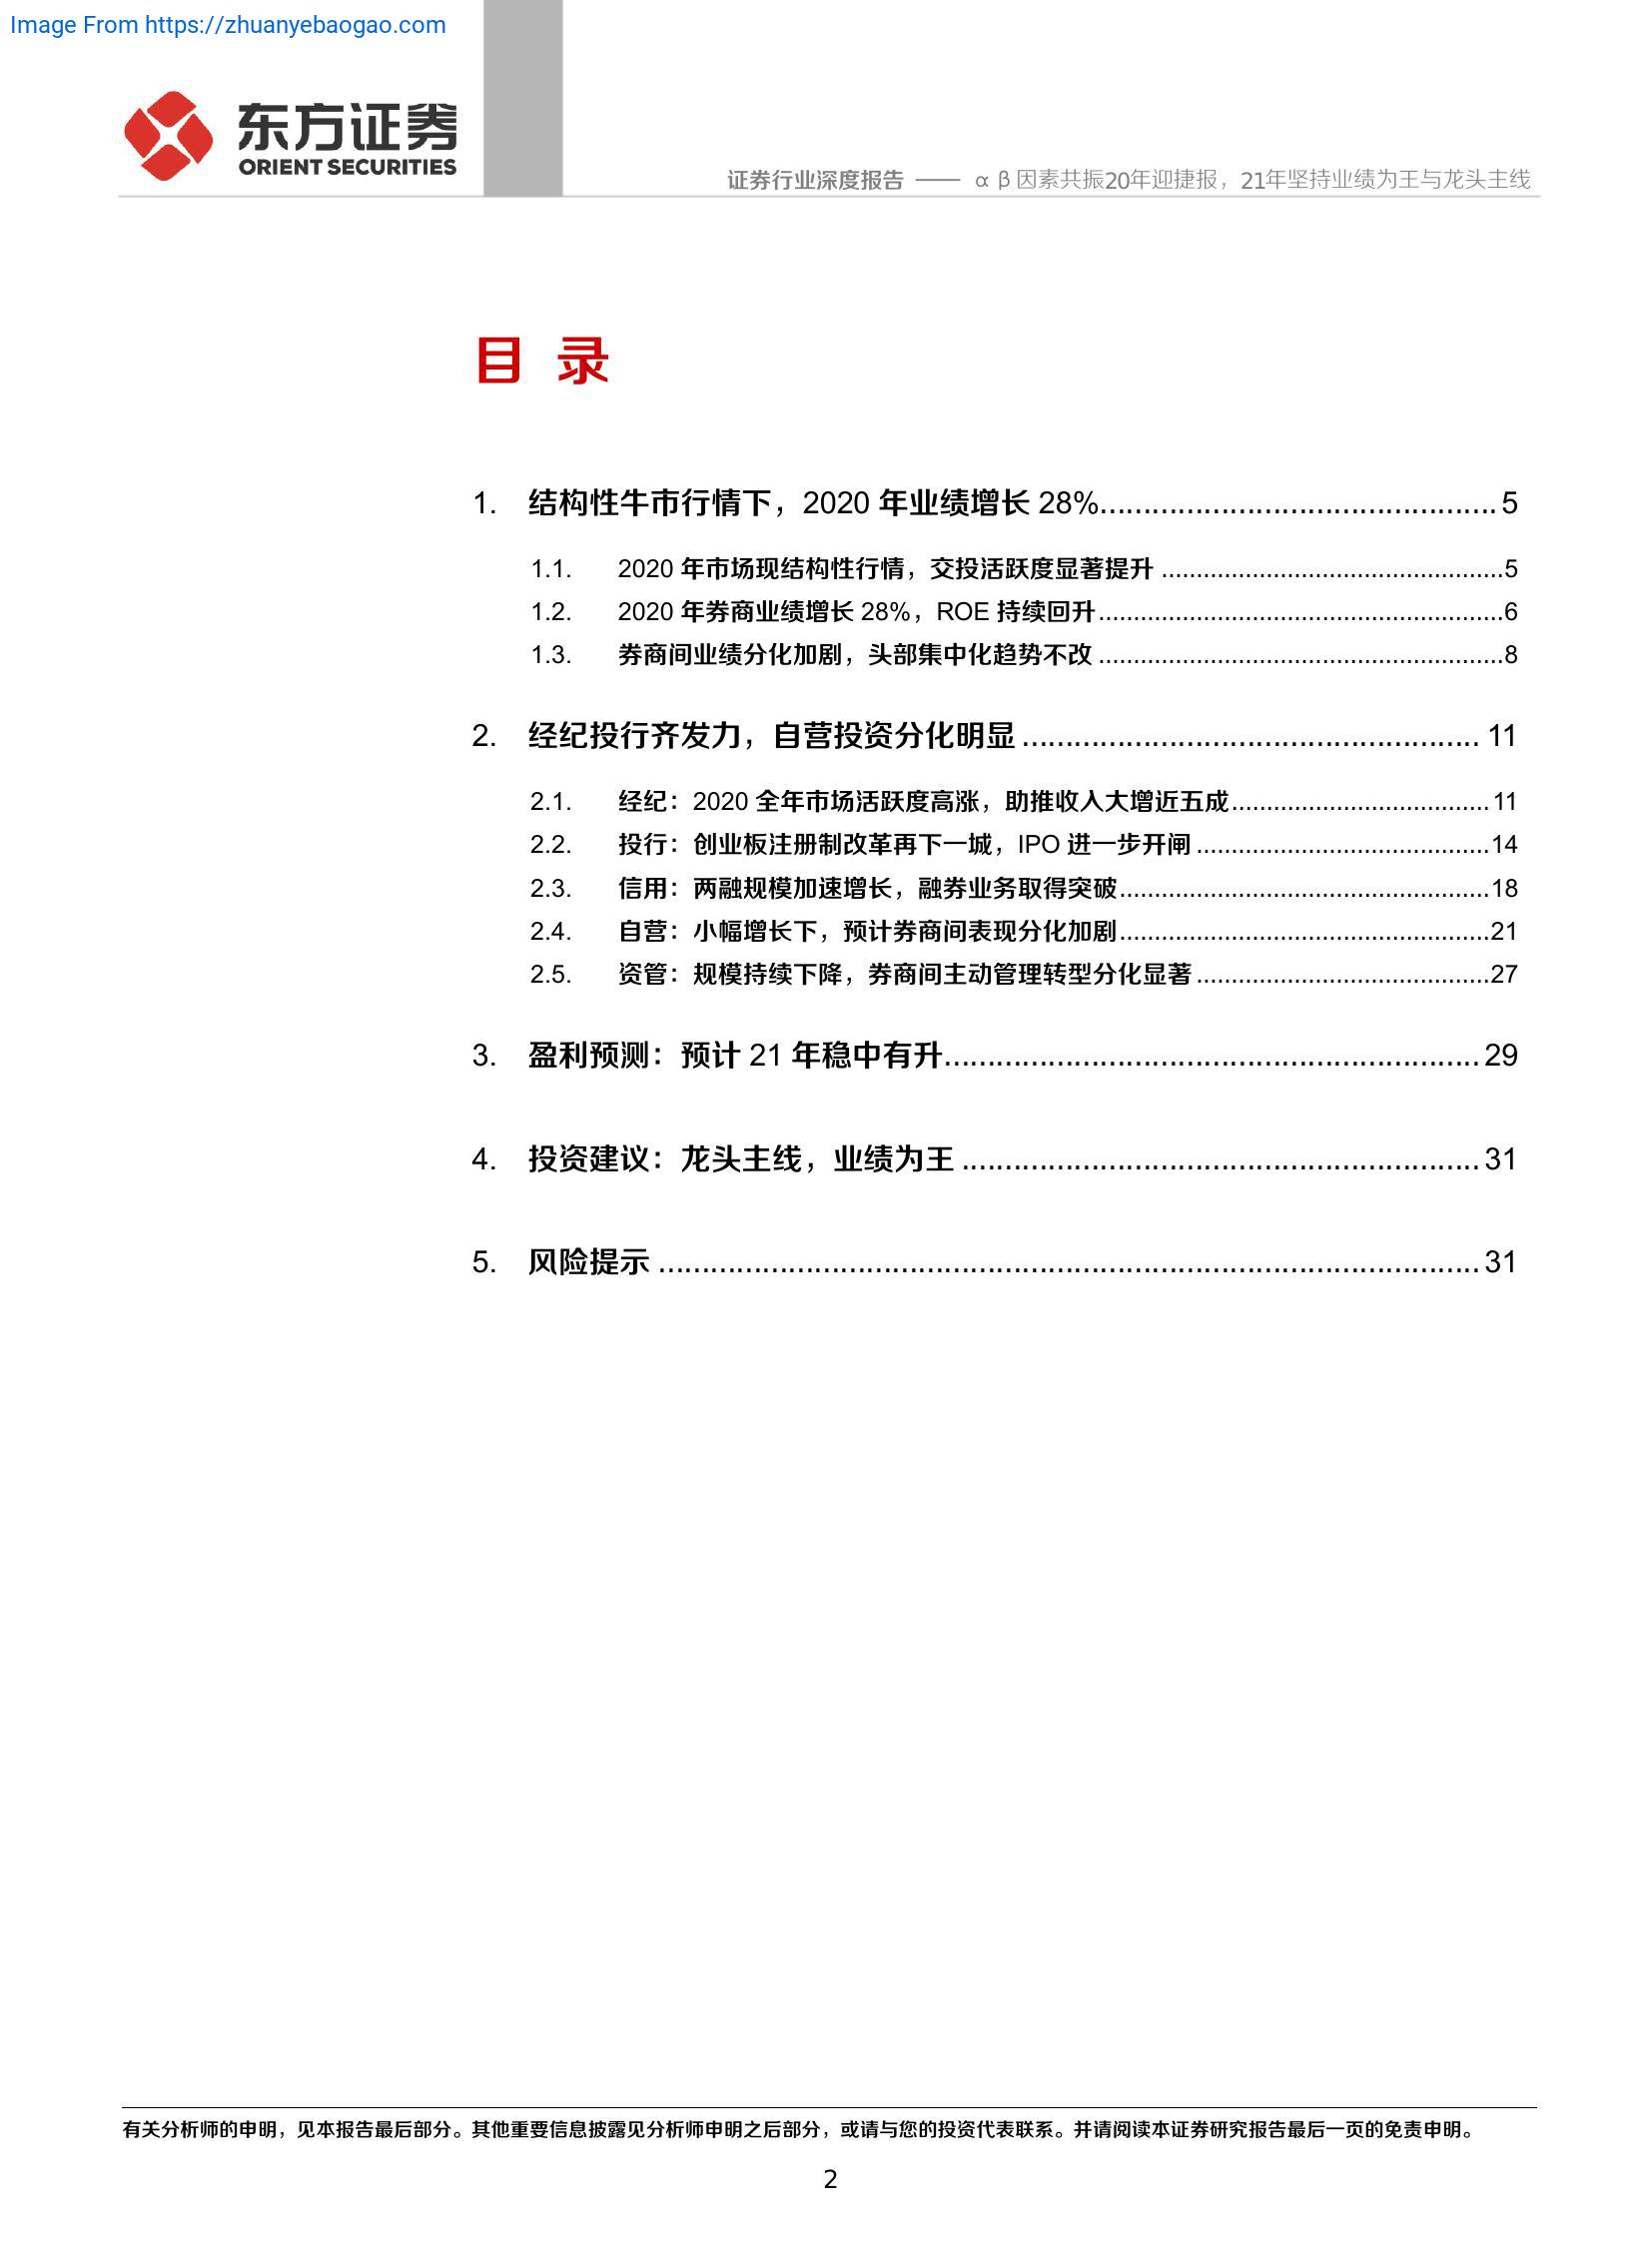 Image From https://zhuanyebaogao.com
东方证券
ORIENT SECURITIES
证券行业深度报告 —— αβ因素共振20年迎捷报，21年坚持业绩为王与龙头主线
目 录
1. 结构性牛市行情下，2020 年业绩增长 28%.............................................. 5
1.1. 2020 年市场现结构性行情，交投活跃度显著提升 .................................................5
1.2. 2020 年券商业绩增长 28%，ROE 持续回升..........................................................6
1.3. 券商间业绩分化加剧，头部集中化趋势不改 ..........................................................8
2. 经纪投行齐发力，自营投资分化明显 ..................................................... 11
2.1. 经纪：2020 全年市场活跃度高涨，助推收入大增近五成..................................... 11
2.2. 投行：创业板注册制改革再下一城，IPO 进一步开闸 ..........................................14
2.3. 信用：两融规模加速增长，融券业务取得突破.....................................................18
2.4. 自营：小幅增长下，预计券商间表现分化加剧.....................................................21
2.5. 资管：规模持续下降，券商间主动管理转型分化显著 ..........................................27
3. 盈利预测：预计 21 年稳中有升.............................................................. 29
4. 投资建议：龙头主线，业绩为王 ............................................................ 31
5. 风险提示 ............................................................................................... 31
有关分析师的申明，见本报告最后部分。其他重要信息披露见分析师申明之后部分，或请与您的投资代表联系。并请阅读本证券研究报告最后一页的免责申明。
2